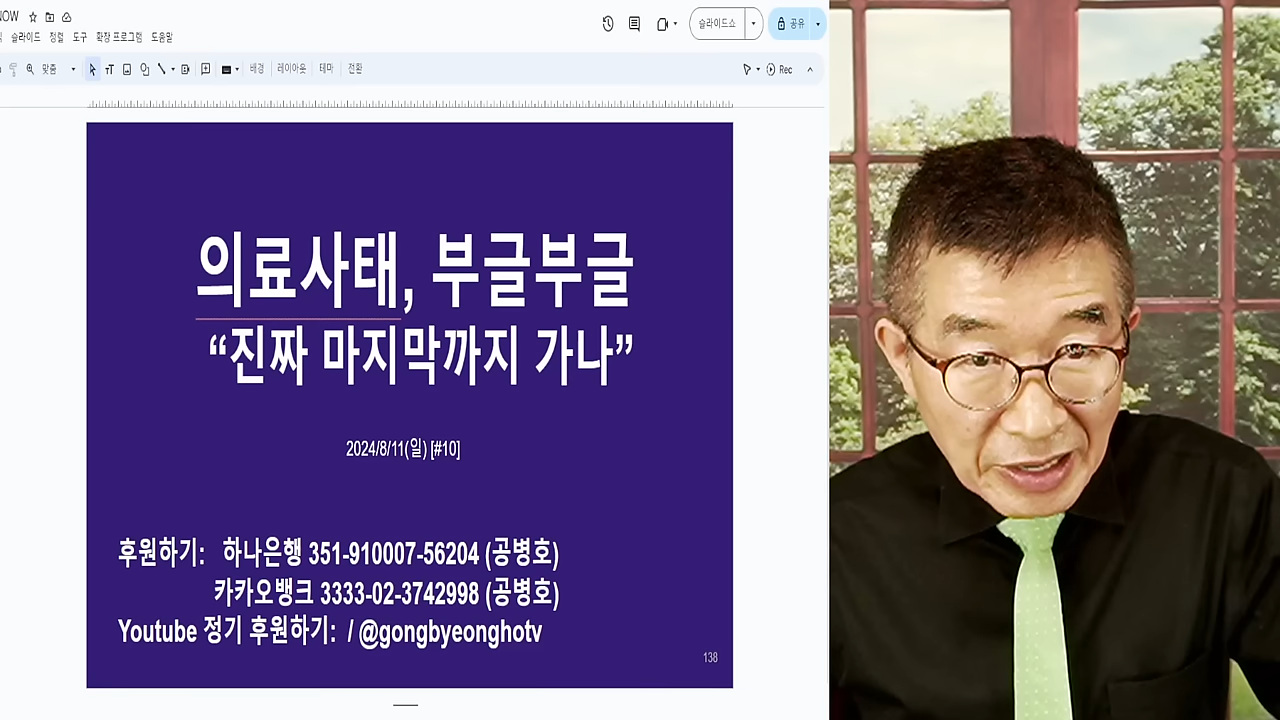 NOW
슬라이드 정렬 도구 확장 프로그램 도움말
슬라이드쇼
공유
맞춤
배경 레이아웃 테마 전환
Rec
의료사태, 부글부글
“진짜 마지막까지 가나”
2024/8/11(일) [#10]
후원하기: 하나은행 351-910007-56204 (공병호)
카카오뱅크 3333-02-3742998 (공병호)
Youtube 정기 후원하기: / @gongbyeonghotv
138